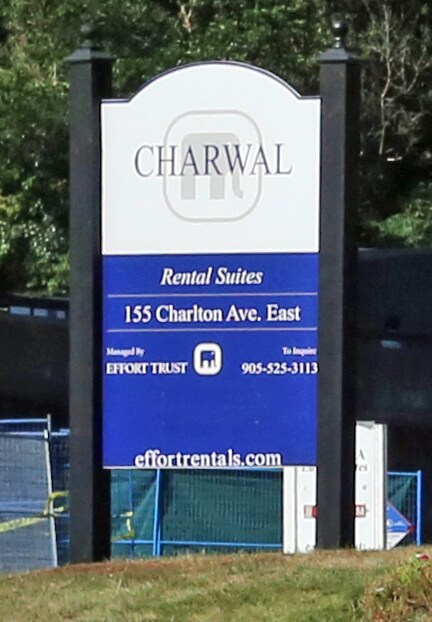 CHARWAL
Rental Suites
155 Charlton Ave. East
Managed By
EFFORT TRUST
To Inquire
905-525-3113
effortrentals.com